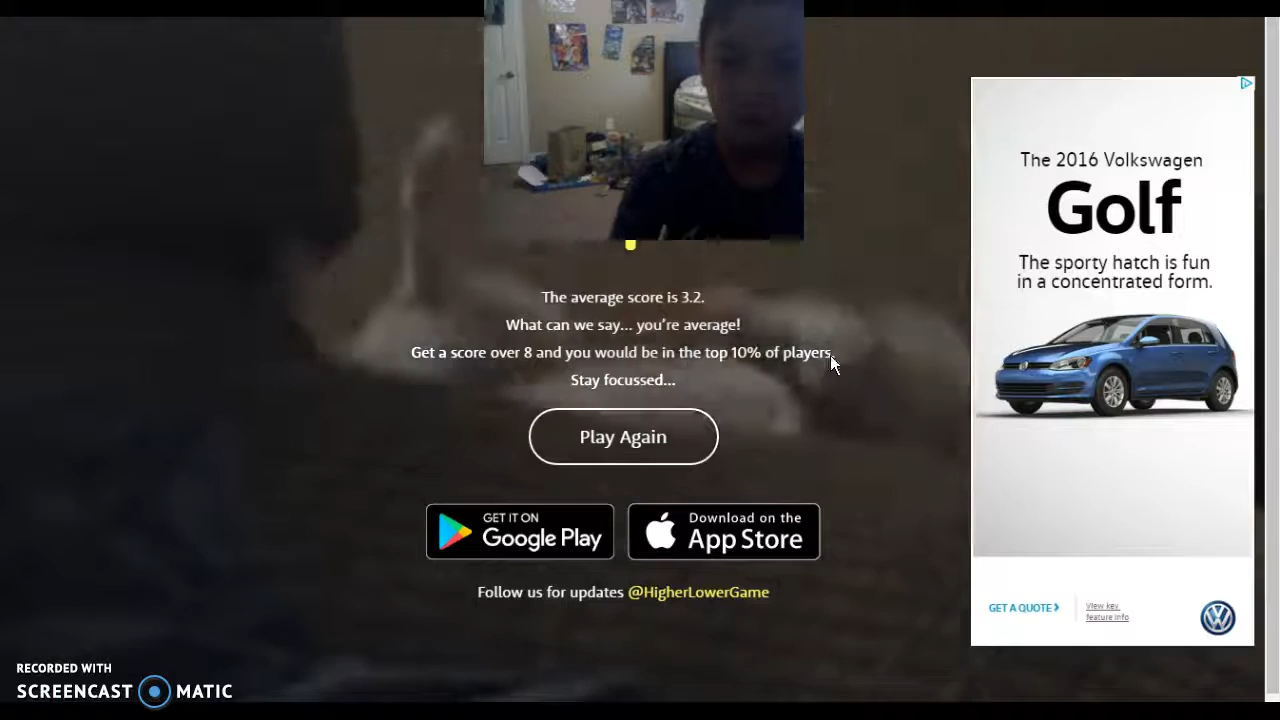 The average score is 3.2.
What can we say... you're average!
Get a score over 8 and you would be in the top 10% of players.
Stay focussed...
Play Again
GET IT ON
Google Play
Download on the
App Store
Follow us for updates @HigherLowerGame
The 2016 Volkswagen
Golf
The sporty hatch is fun
in a concentrated form.
GET A QUOTE
View key
feature info
RECORDED WITH
SCREENCAST MATIC